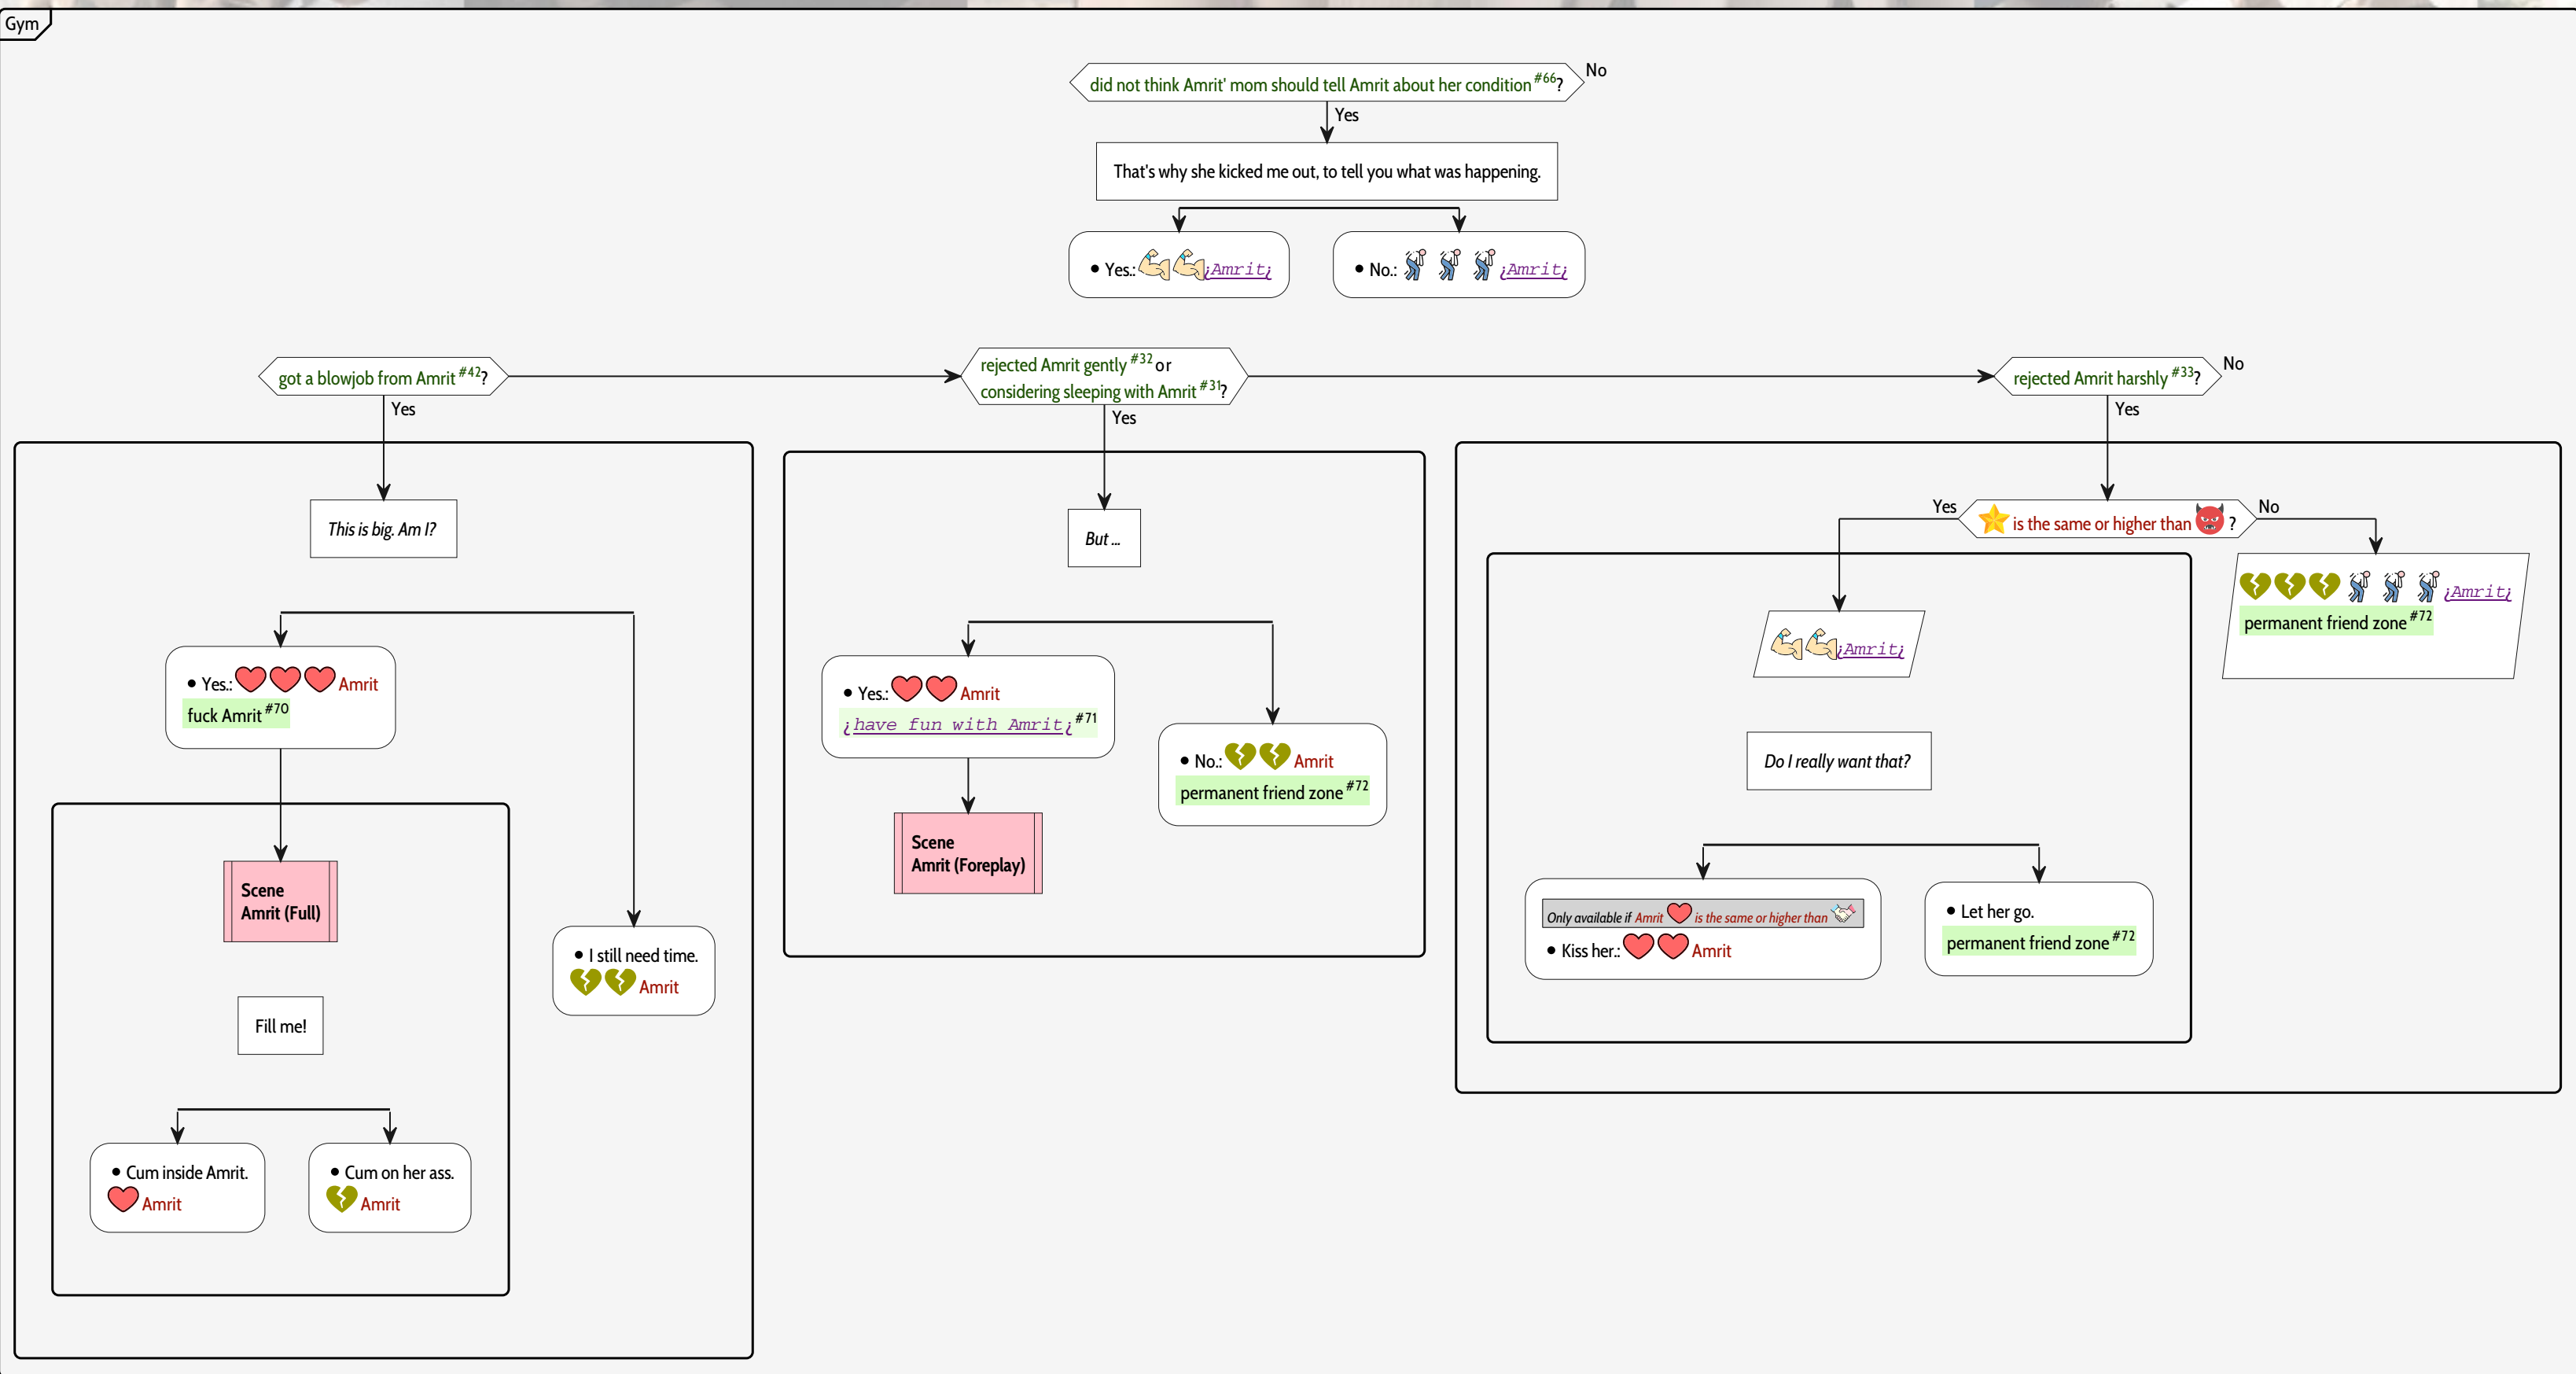 Gym
did not think Amrit' mom should tell Amrit about her condition #66?
No
Yes
That's why she kicked me out, to tell you what was happening.
• Yes.: ¿Amrit¿
• No.: ¿Amrit¿
got a blowjob from Amrit #42?
Yes
rejected Amrit gently #32 or
considering sleeping with Amrit #31?
Yes
rejected Amrit harshly #33?
No
Yes
This is big. Am I?
• Yes.: Amrit
fuck Amrit #70
Scene
Amrit (Full)
Fill me!
• Cum inside Amrit.
Amrit
• Cum on her ass.
Amrit
• I still need time.
Amrit
But ...
• Yes.: Amrit
¿have fun with Amrit¿ #71
Scene
Amrit (Foreplay)
• No.: Amrit
permanent friend zone #72
Yes
is the same or higher than ?
No
¿Amrit¿
Do I really want that?
Only available if Amrit is the same or higher than
• Kiss her.: Amrit
• Let her go.
permanent friend zone #72
¿Amrit¿
permanent friend zone #72